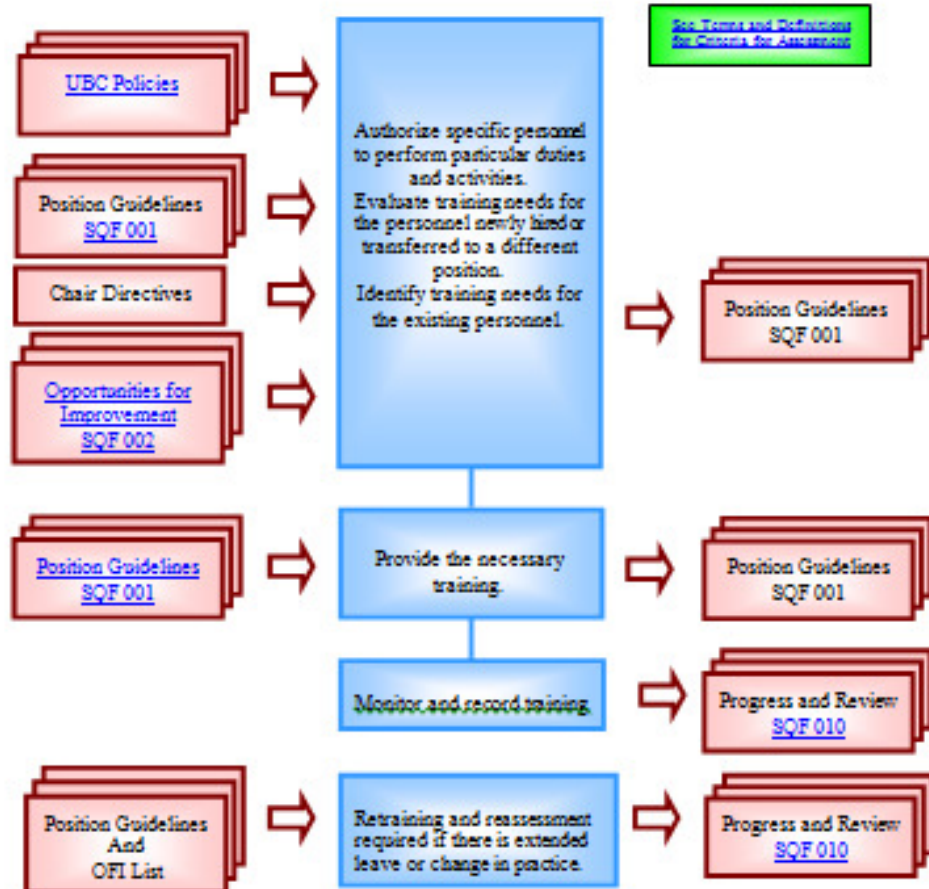 See Terms and Definitions
for Criteria for Assesment
UBC Policies
Position Guidelines
SQF 001
Chair Directives
Opportunities for
Improvement
SQF 002
Authorize specific personnel
to perform particular duties
and activities.
Evaluate training needs for
the personnel newly hired or
transferred to a different
position.
Identify training needs for
the existing personnel.
Position Guidelines
SQF 001
Position Guidelines
SQF 001
Provide the necessary
training.
Position Guidelines
SQF 001
Monitor and record training.
Progress and Review
SQF 010
Position Guidelines
And
OFI List
Retraining and reassessment
required if there is extended
leave or change in practice.
Progress and Review
SQF 010